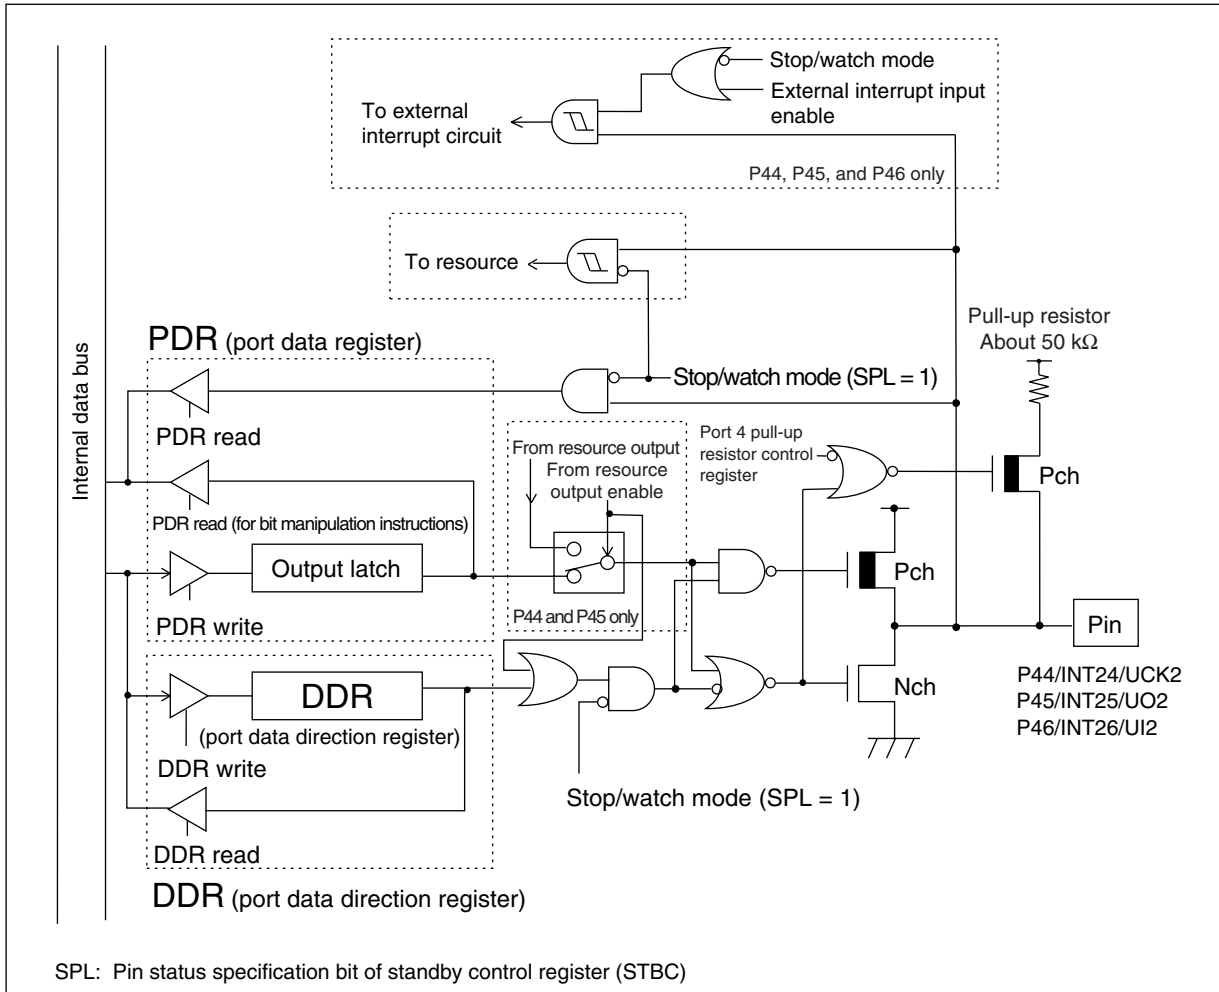 Stop/watch mode
External interrupt input
enable
To external
interrupt circuit
P44, P45, and P46 only
To resource
Pull-up resistor
About 50 kΩ
PDR (port data register)
Internal data bus
Stop/watch mode (SPL = 1)
PDR read
From resource output
From resource
output enable
Port 4 pull-up
resistor control
register
Pch
PDR read (for bit manipulation instructions)
Output latch
Pch
P44 and P45 only
PDR write
Pin
DDR
Nch
P44/INT24/UCK2
P45/INT25/UO2
P46/INT26/UI2
(port data direction register)
DDR write
Stop/watch mode (SPL = 1)
DDR read
DDR (port data direction register)
SPL: Pin status specification bit of standby control register (STBC)